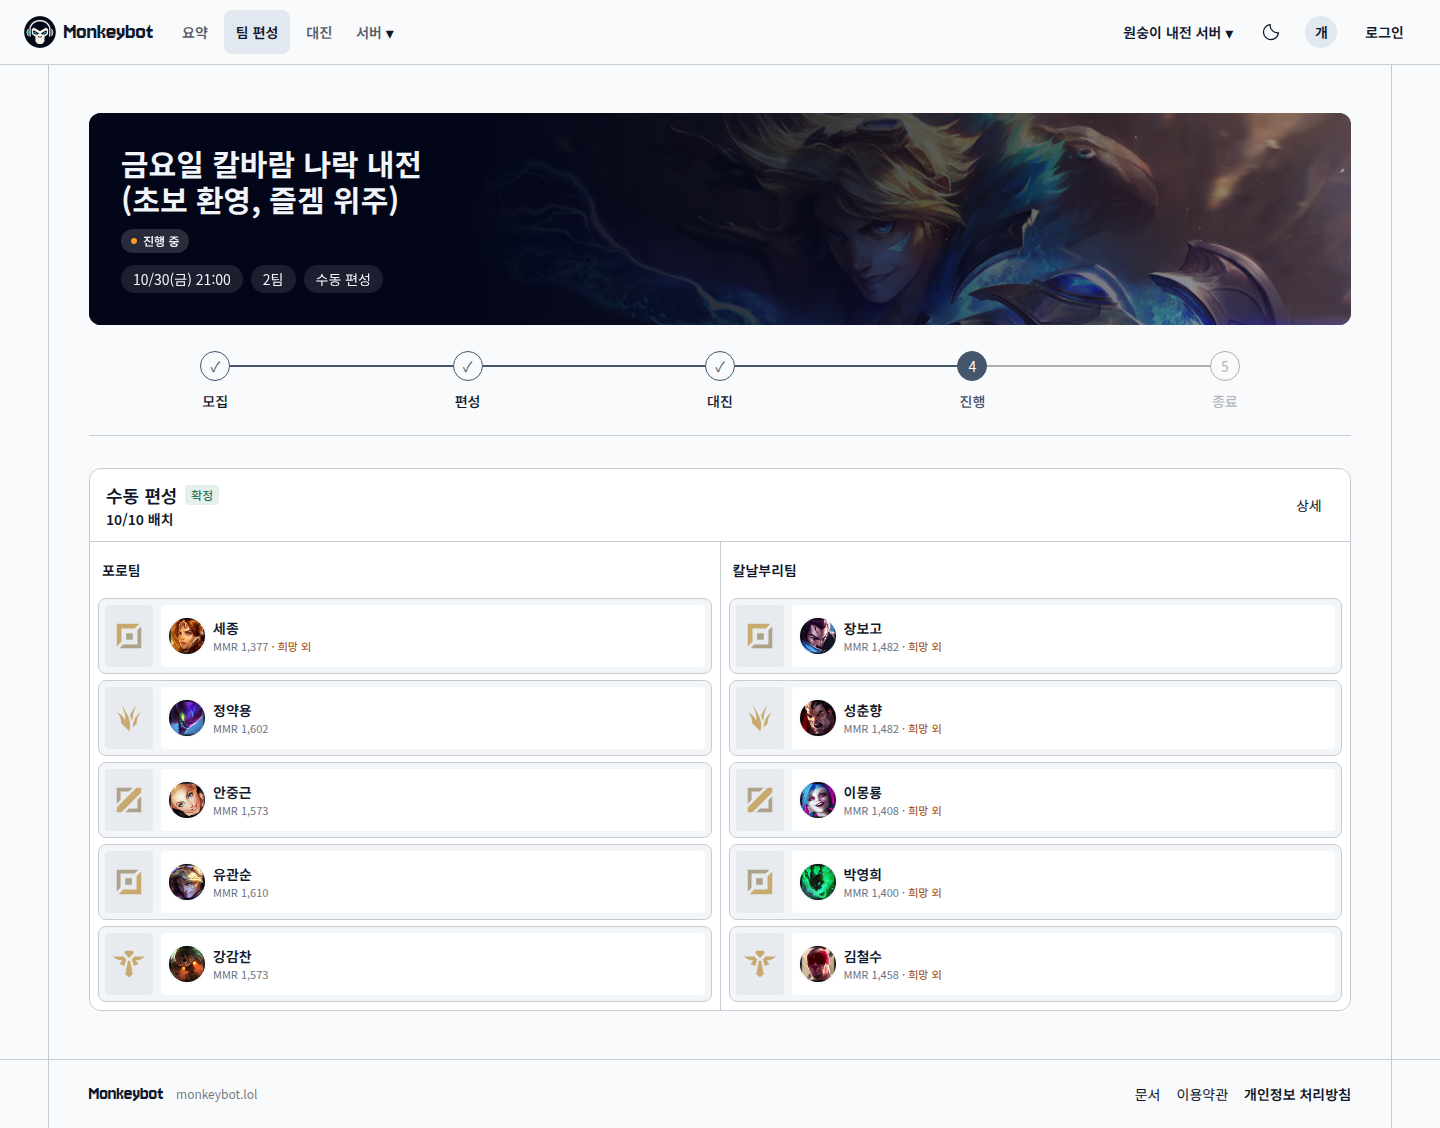 Monkeybot
요약
팀 편성
대진
서버 ▾
원숭이 내전 서버 ▾
개
로그인
금요일 칼바람 나락 내전
(초보 환영, 즐겜 위주)
진행 중
10/30(금) 21:00
2팀
수동 편성
✓
✓
✓
4
5
모집
편성
대진
진행
종료
수동 편성
확정
10/10 배치
상세
포로팀
세종
MMR 1,377 · 희망 외
정약용
MMR 1,602
안중근
MMR 1,573
유관순
MMR 1,610
강감찬
MMR 1,573
칼날부리팀
장보고
MMR 1,482 · 희망 외
성춘향
MMR 1,482 · 희망 외
이몽룡
MMR 1,408 · 희망 외
박영희
MMR 1,400 · 희망 외
김철수
MMR 1,458 · 희망 외
Monkeybot
monkeybot.lol
문서
이용약관
개인정보 처리방침